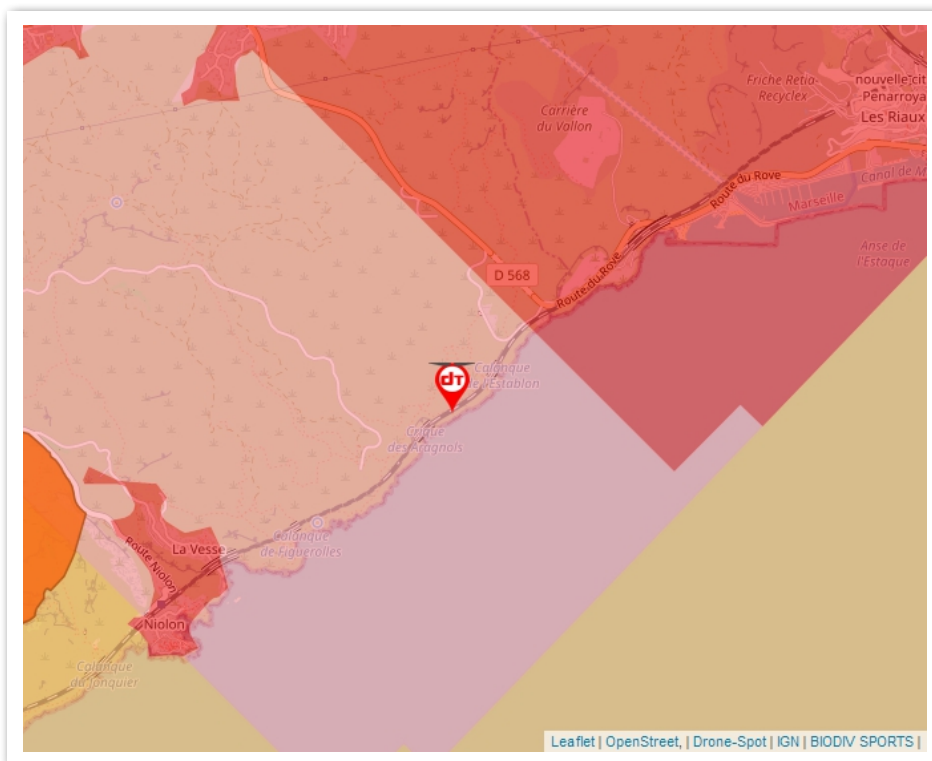 Friche Retia-
Recyclex
nouvelle cit
Penarroya
Les Riaux
Carrière
du Vallon
Route du Rove
Canal de M
Marseille
Anse de
l'Estaque
D 568
Route du Rove
dT
Calanque
de l'Establon
Crique
des Aragnols
Calanque
de Figuerolles
La Vesse
Route Niolon
Niolon
Calanque
du Jonquier
Leaflet | OpenStreet, | Drone-Spot | IGN | BIODIV SPORTS |